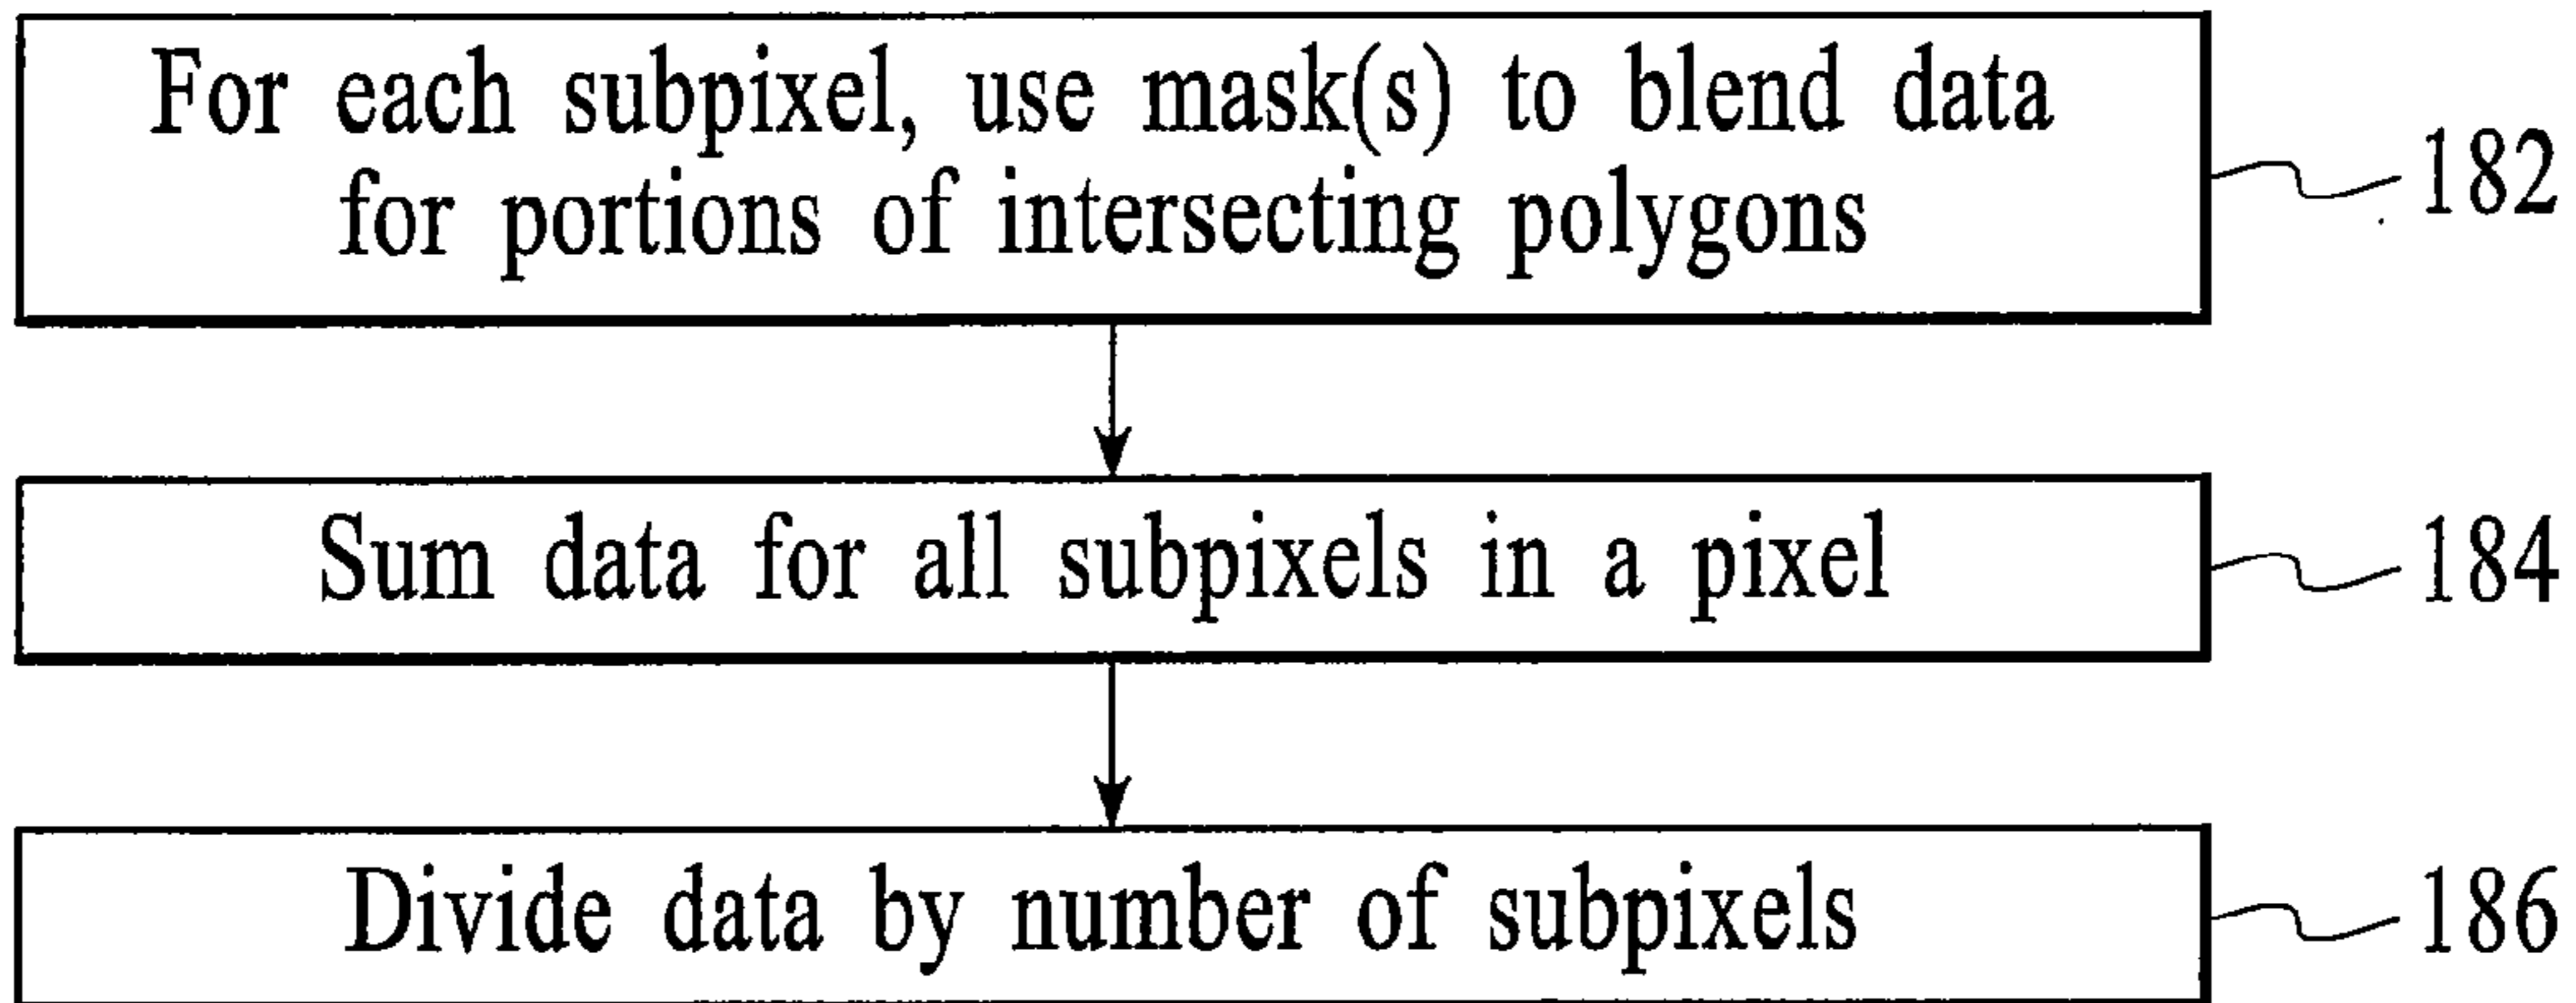 For each subpixel, use mask(s) to blend data
for portions of intersecting polygons
182
Sum data for all subpixels in a pixel
184
Divide data by number of subpixels
186